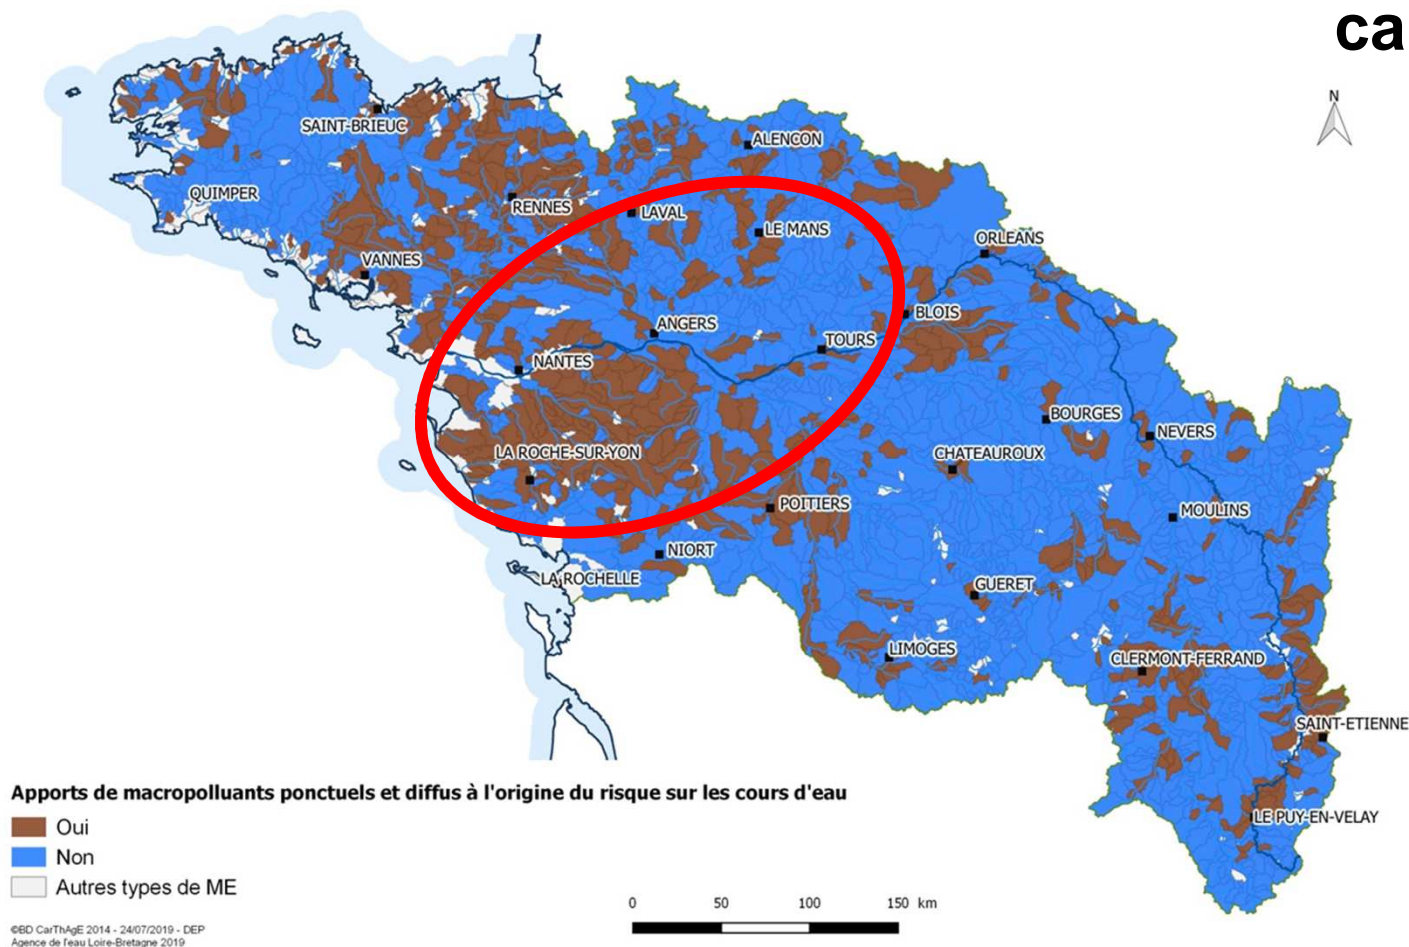 ca
N
ALENCON
SAINT-BRIEUC
QUIMPER
RENNES
LAVAL
LE MANS
ORLEANS
VANNES
BLOIS
ANGERS
TOURS
NANTES
BOURGES
NEVERS
LA ROCHE-SUR-YON
CHATEAUROUX
POITIERS
MOULINS
NIORT
LA ROCHELLE
GUERET
LIMOGES
CLERMONT-FERRAND
SAINT-ETIENNE
LE PUY-EN-VELAY
Apports de macropolluants ponctuels et diffus à l'origine du risque sur les cours d'eau
Oui
Non
Autres types de ME
0 50 100 150 km
©BD CarThAgE 2014 - 24/07/2019 - DEP
Agence de l'eau Loire-Bretagne 2019